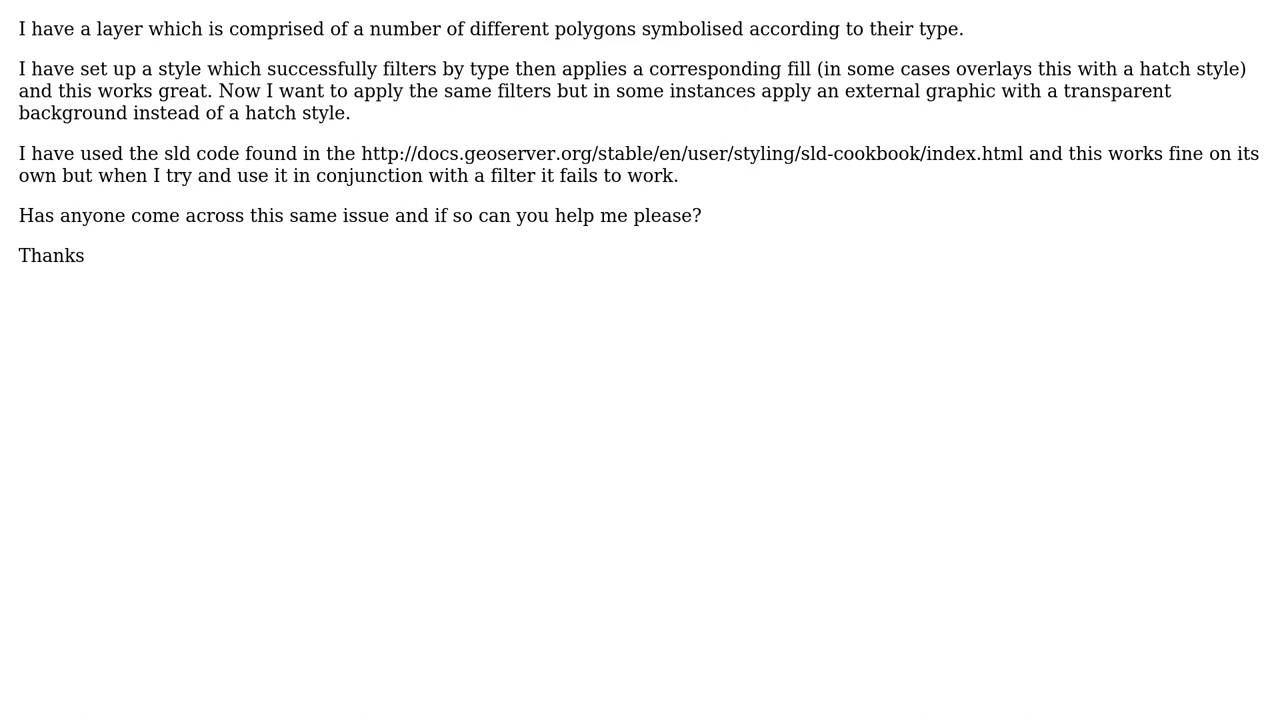 I have a layer which is comprised of a number of different polygons symbolised according to their type.
I have set up a style which successfully filters by type then applies a corresponding fill (in some cases overlays this with a hatch style)
and this works great. Now I want to apply the same filters but in some instances apply an external graphic with a transparent
background instead of a hatch style.
I have used the sld code found in the http://docs.geoserver.org/stable/en/user/styling/sld-cookbook/index.html and this works fine on its
own but when I try and use it in conjunction with a filter it fails to work.
Has anyone come across this same issue and if so can you help me please?
Thanks